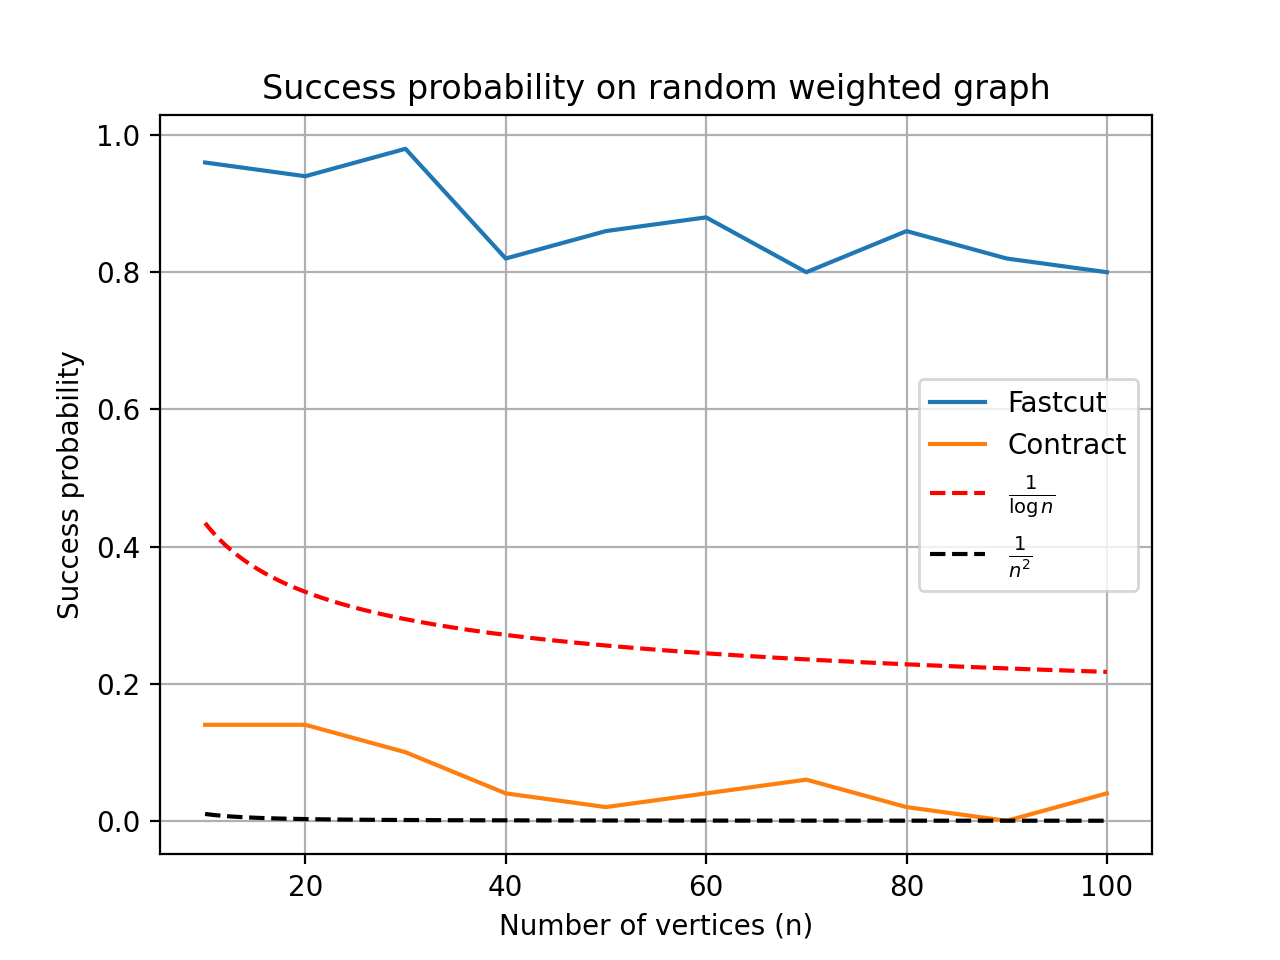 Success probability on random weighted graph
Success probability
1.0
0.8
0.6
0.4
0.2
0.0
Fastcut
Contract
1/log n
1/n²
20 40 60 80 100
Number of vertices (n)